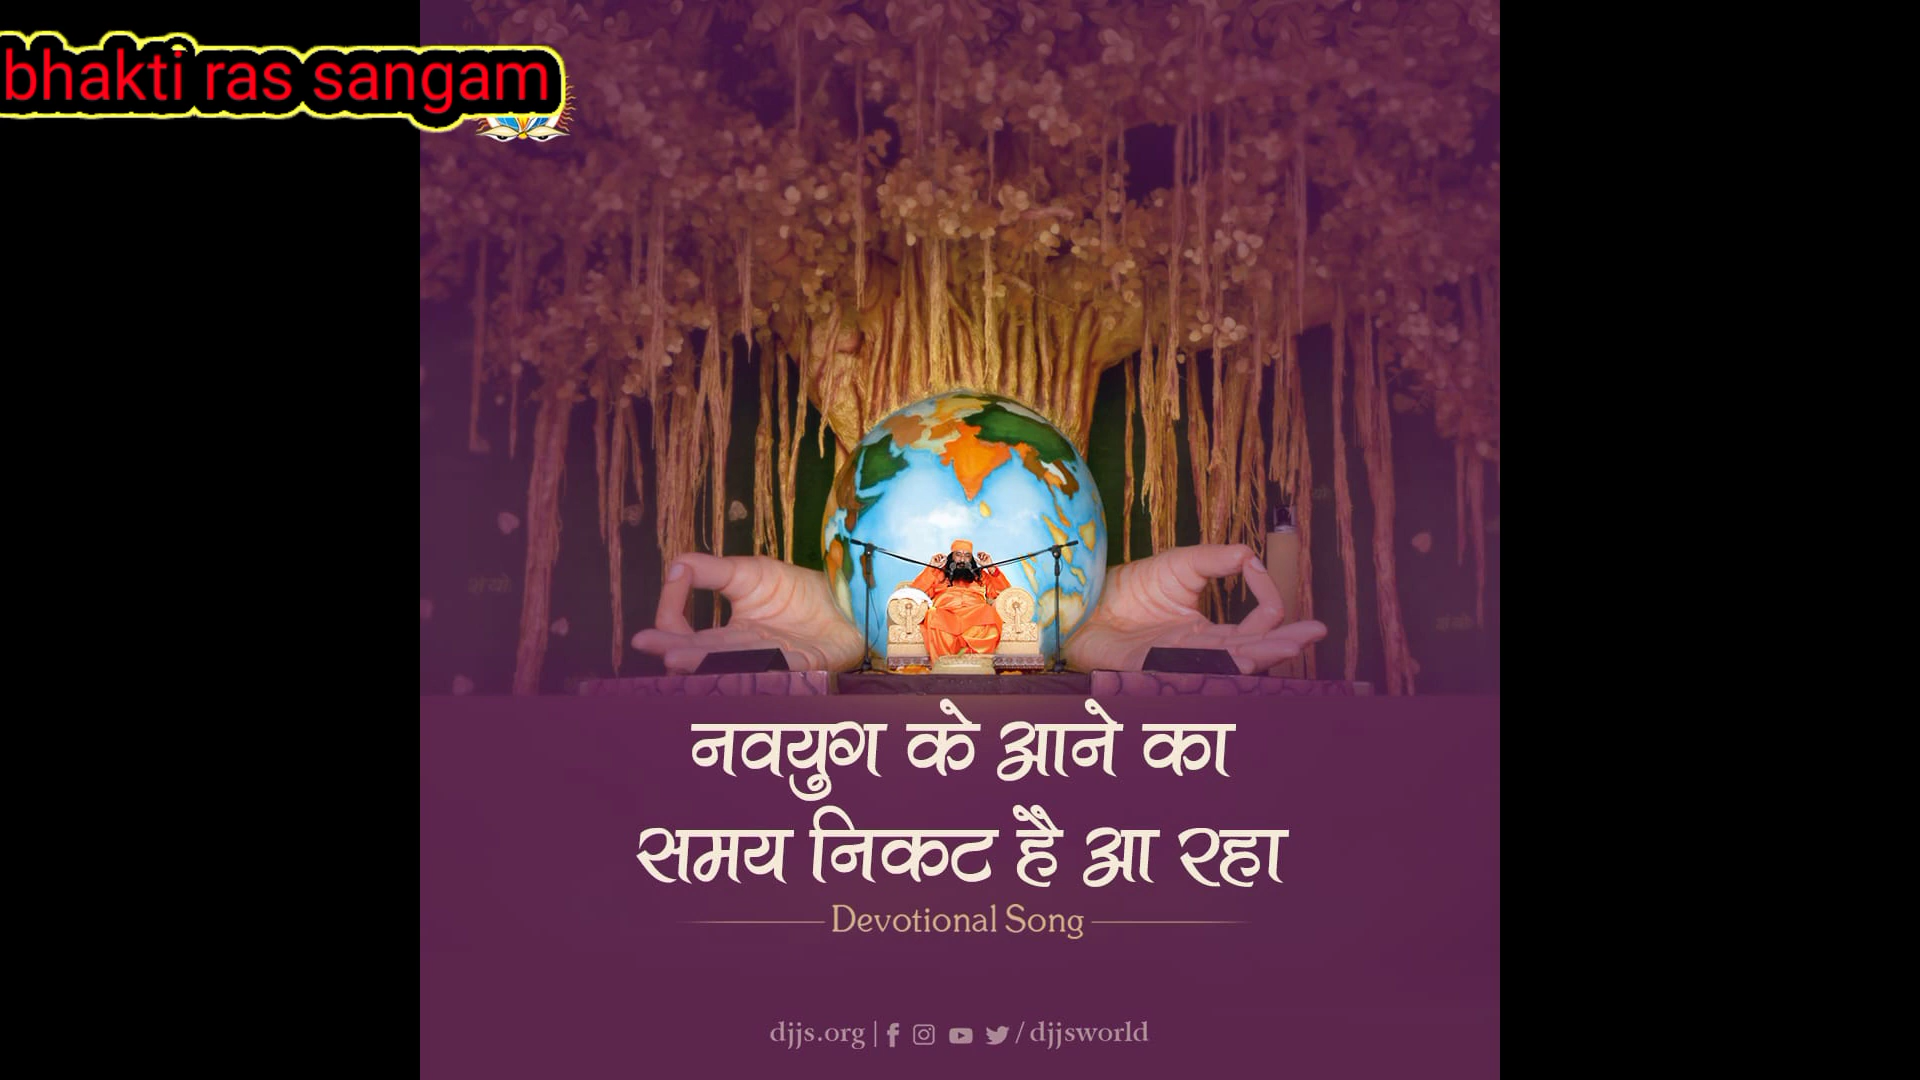 bhakti ras sangam
नवयुग के आने का
समय निकट है आ रहा
Devotional Song
djjs.org | / djjsworld